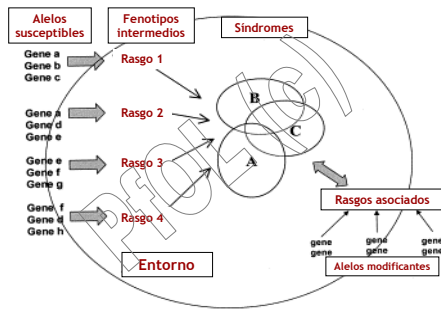 Alelos
susceptibles
Fenotipos
intermedios
Síndromes
Gene a
Gene b
Gene c
Rasgo 1
Gene a
Gene d
Gene e
Rasgo 2
Gene e
Gene f
Gene g
Rasgo 3
Gene f
Gene d
Gene h
Rasgo 4
B
C
A
Rasgos asociados
gene
gene
gene
gene
gene
gene
Alelos modificantes
Entorno